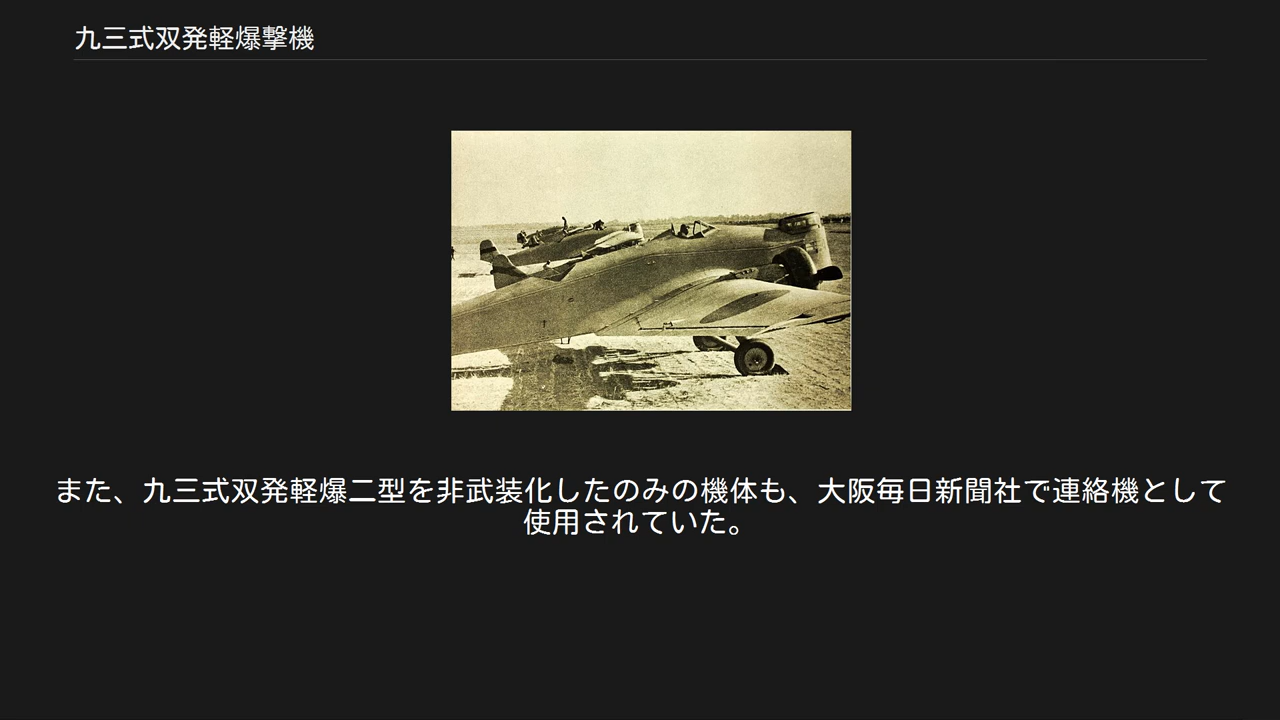 九三式双発軽爆撃機
また、九三式双発軽爆二型を非武装化したのみの機体も、大阪毎日新聞社で連絡機として
使用されていた。